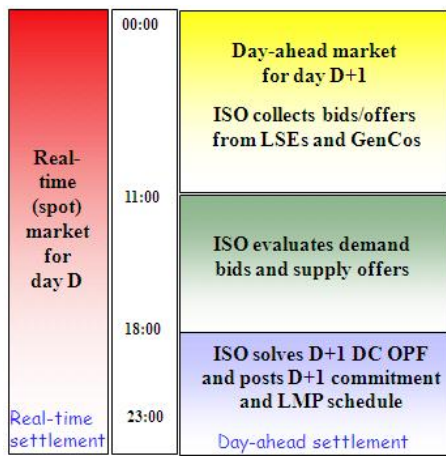 Real-
time
(spot)
market
for
day D
Real-time
settlement
00:00
11:00
18:00
23:00
Day-ahead market
for day D+1
ISO collects bids/offers
from LSEs and GenCos
ISO evaluates demand
bids and supply offers
ISO solves D+1 DC OPF
and posts D+1 commitment
and LMP schedule
Day-ahead settlement